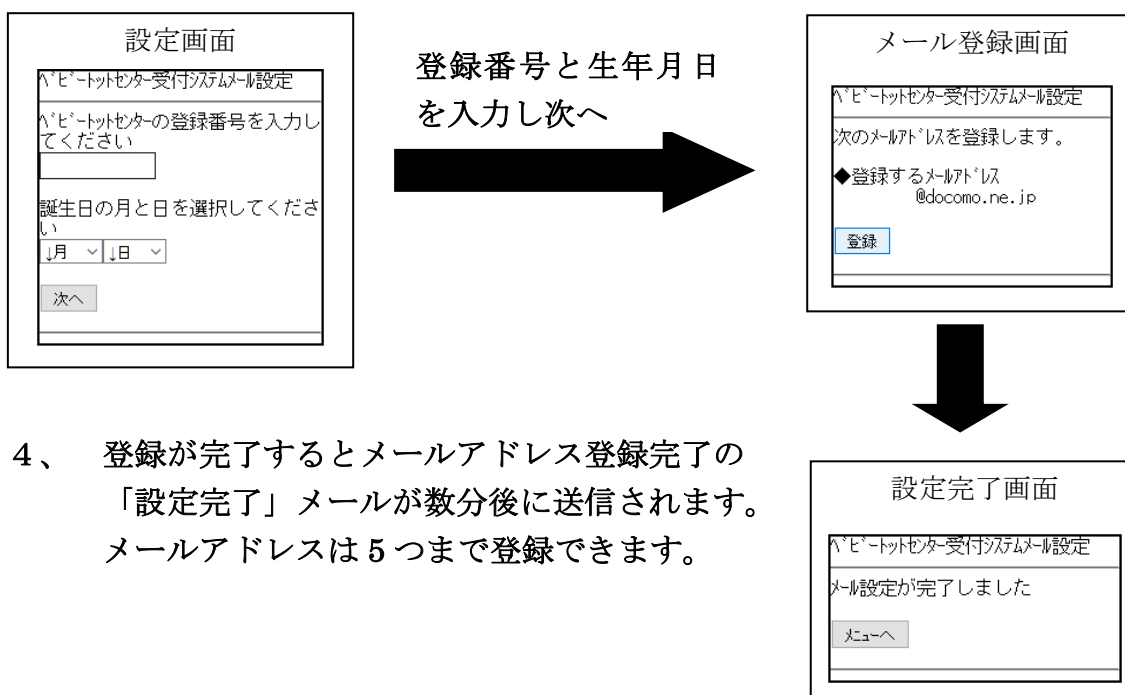 設定画面
ﾍﾞﾋﾞｰﾄｯﾄｾﾝﾀｰ受付ｼｽﾃﾑﾒｰﾙ設定
ﾍﾞﾋﾞｰﾄｯﾄｾﾝﾀｰの登録番号を入力し
てください
誕生日の月と日を選択してくださ
い
↓月 ↓日
次へ
登録番号と生年月日
を入力し次へ
メール登録画面
ﾍﾞﾋﾞｰﾄｯﾄｾﾝﾀｰ受付ｼｽﾃﾑﾒｰﾙ設定
次のﾒｰﾙｱﾄﾞﾚｽを登録します。
◆登録するﾒｰﾙｱﾄﾞﾚｽ
@docomo.ne.jp
登録
４、 登録が完了するとメールアドレス登録完了の
「設定完了」メールが数分後に送信されます。
メールアドレスは５つまで登録できます。
設定完了画面
ﾍﾞﾋﾞｰﾄｯﾄｾﾝﾀｰ受付ｼｽﾃﾑﾒｰﾙ設定
ﾒｰﾙ設定が完了しました
ﾒﾆｭｰへ